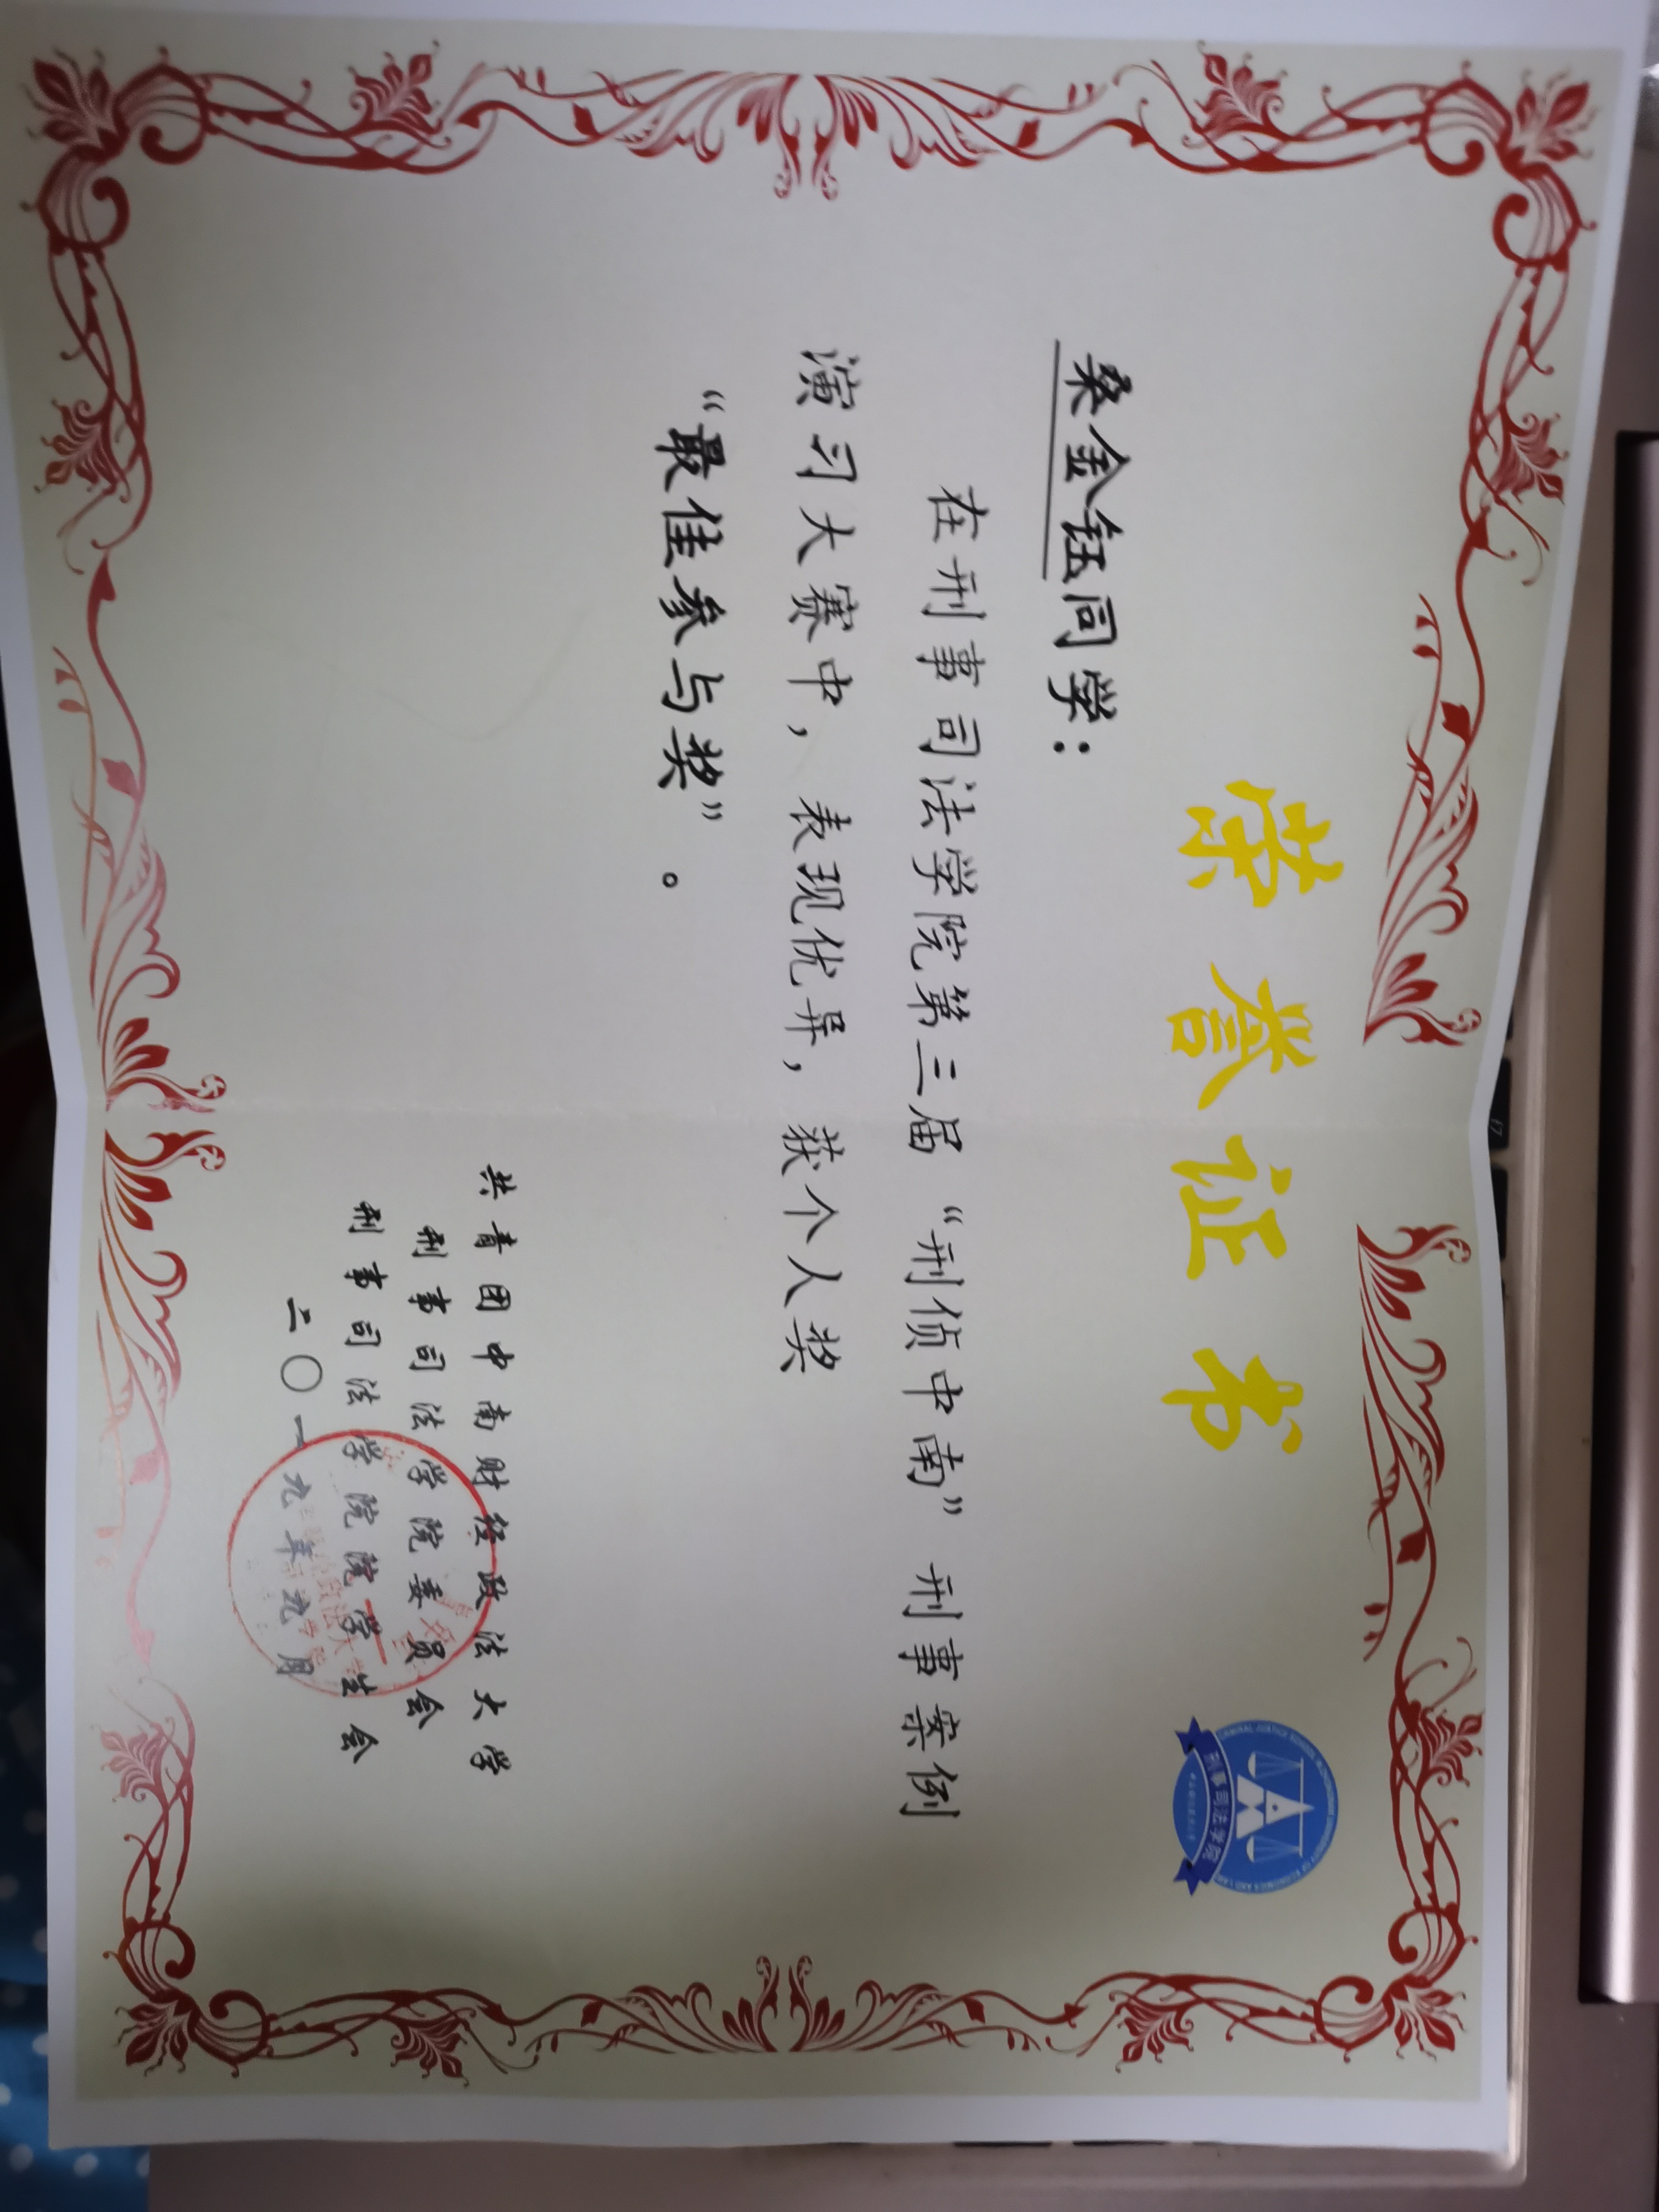 f7
荣誉证书
刑事司法学院
桑金钰同学：
在刑事司法学院第三届“刑侦中南”刑事案例
演习大赛中，表现优异，获个人奖
“最佳参与奖”。
共青团中南财经政法大学
刑事司法学院委员会
刑事司法学院院学生会
二〇一九年九月